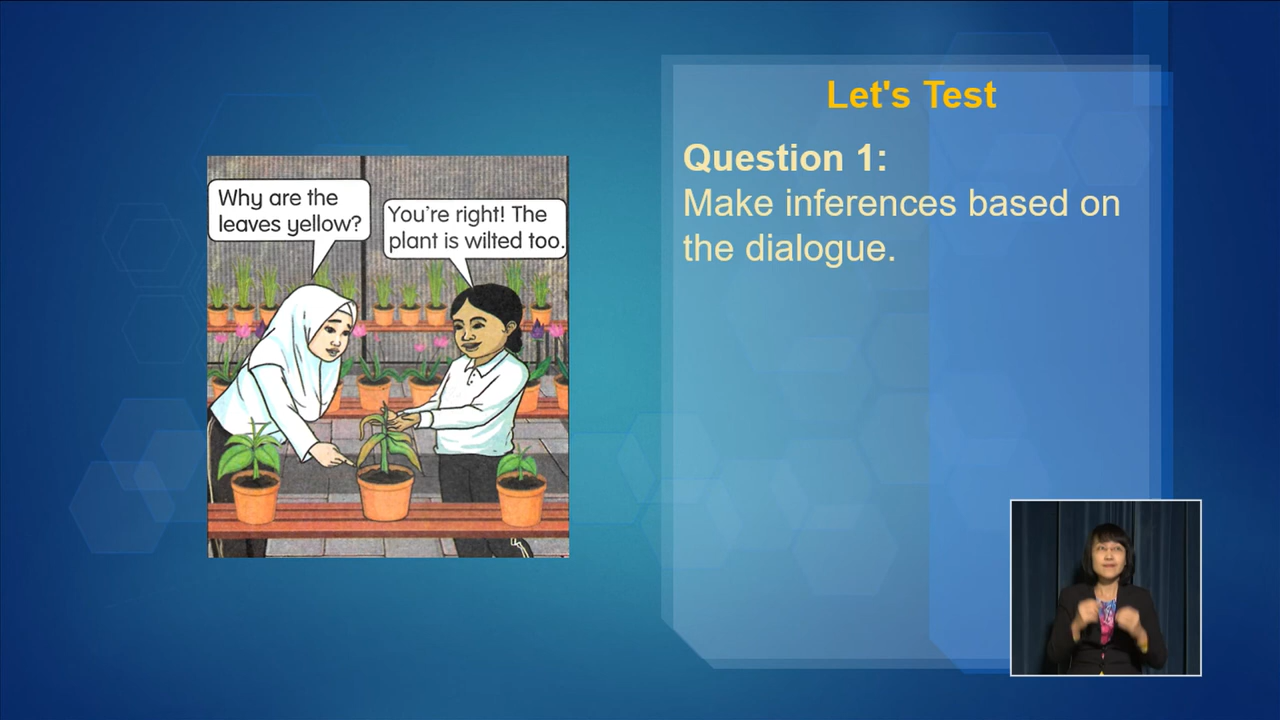 Let's Test
Question 1:
Make inferences based on
the dialogue.
Why are the
leaves yellow?
You're right! The
plant is wilted too.